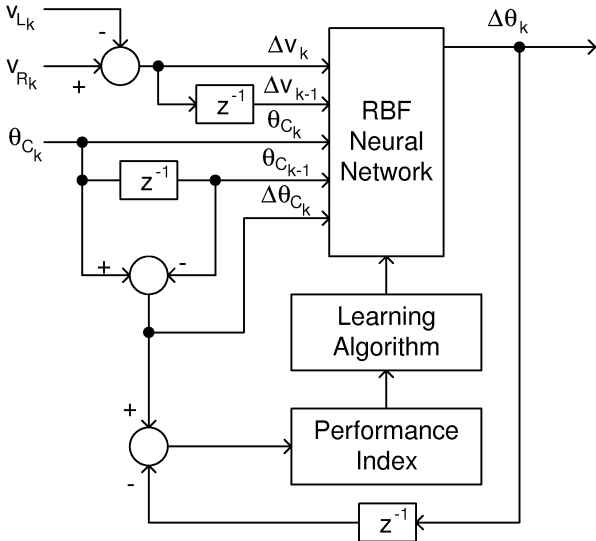 v_{L_k}
-
v_{R_k}
+
Δv_k
z^{-1}
Δv_{k-1}
θ_{C_k}
θ_{C_k}
z^{-1}
θ_{C_{k-1}}
Δθ_{C_k}
RBF
Neural
Network
Δθ_k
+
-
Learning
Algorithm
+
-
Performance
Index
z^{-1}